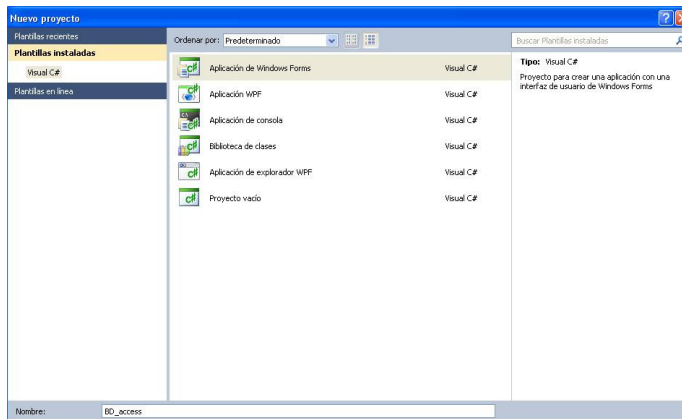 Nuevo proyecto
Plantillas recientes
Plantillas instaladas
Visual C#
Plantillas en línea
Ordenar por: Predeterminado
Aplicación de Windows Forms Visual C#
Aplicación WPF Visual C#
Aplicación de consola Visual C#
Biblioteca de clases Visual C#
Aplicación de explorador WPF Visual C#
Proyecto vacío Visual C#
Buscar Plantillas instaladas
Tipo: Visual C#
Proyecto para crear una aplicación con una
interfaz de usuario de Windows Forms
Nombre: BD_access